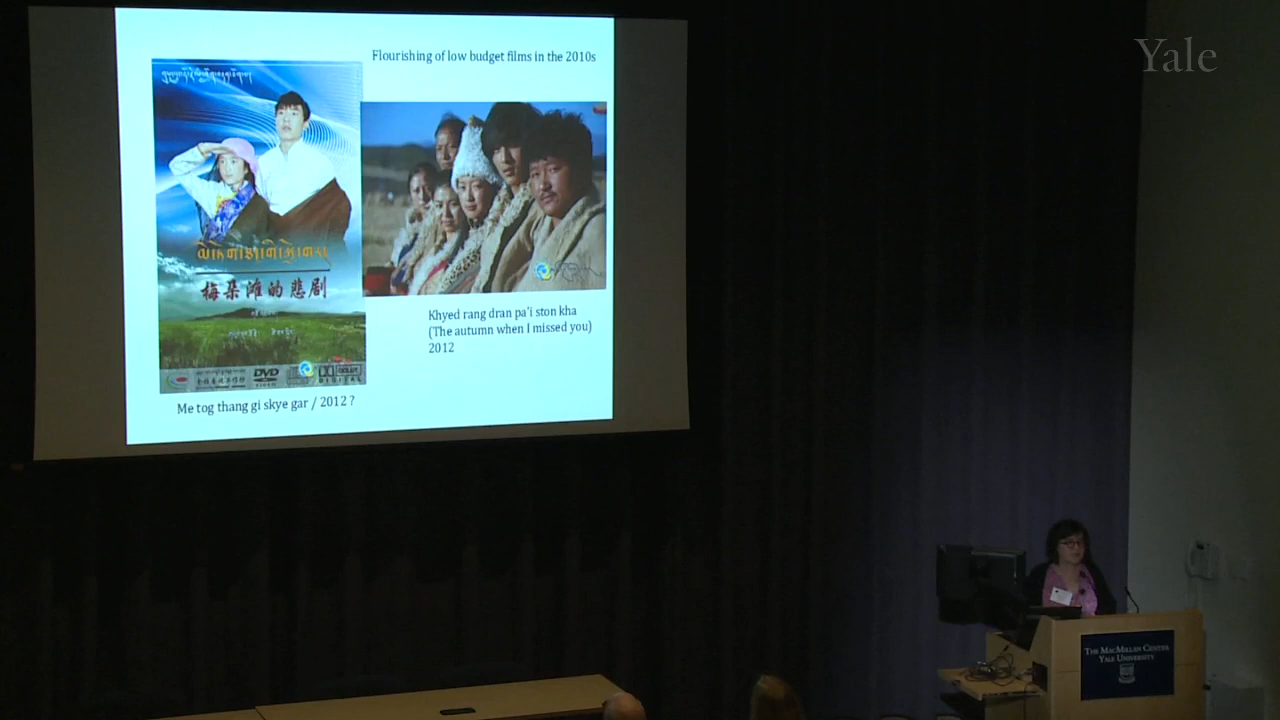 Yale
Flourishing of low budget films in the 2010s
梅朵滩的悲剧
DVD
VIDEO
DIGITAL
Khyed rang dran pa'i ston kha
(The autumn when I missed you)
2012
Me tog thang gi skye gar / 2012 ?
THE MACMILLAN CENTER
YALE UNIVERSITY